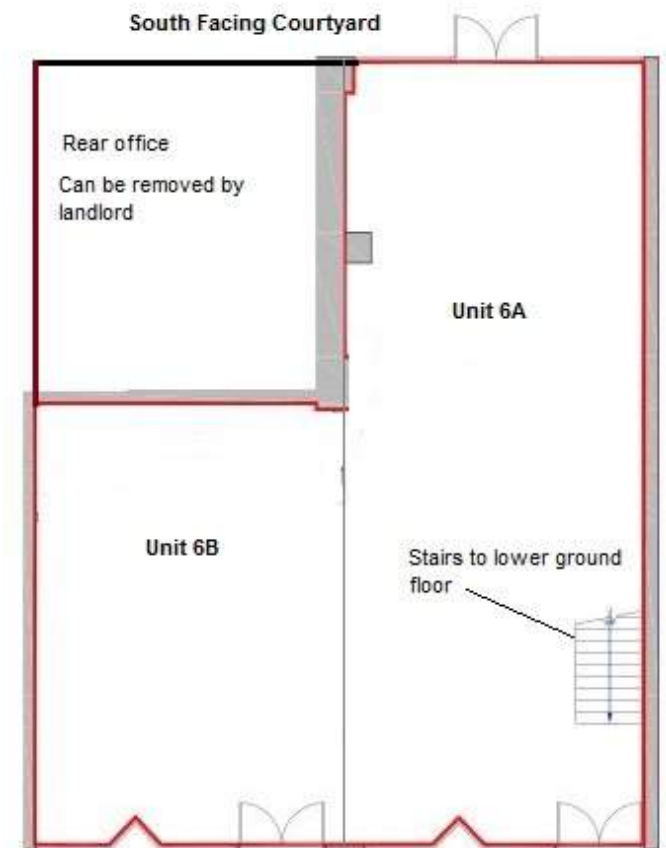 South Facing Courtyard
Rear office
Can be removed by
landlord
Unit 6A
Unit 6B
Stairs to lower ground
floor